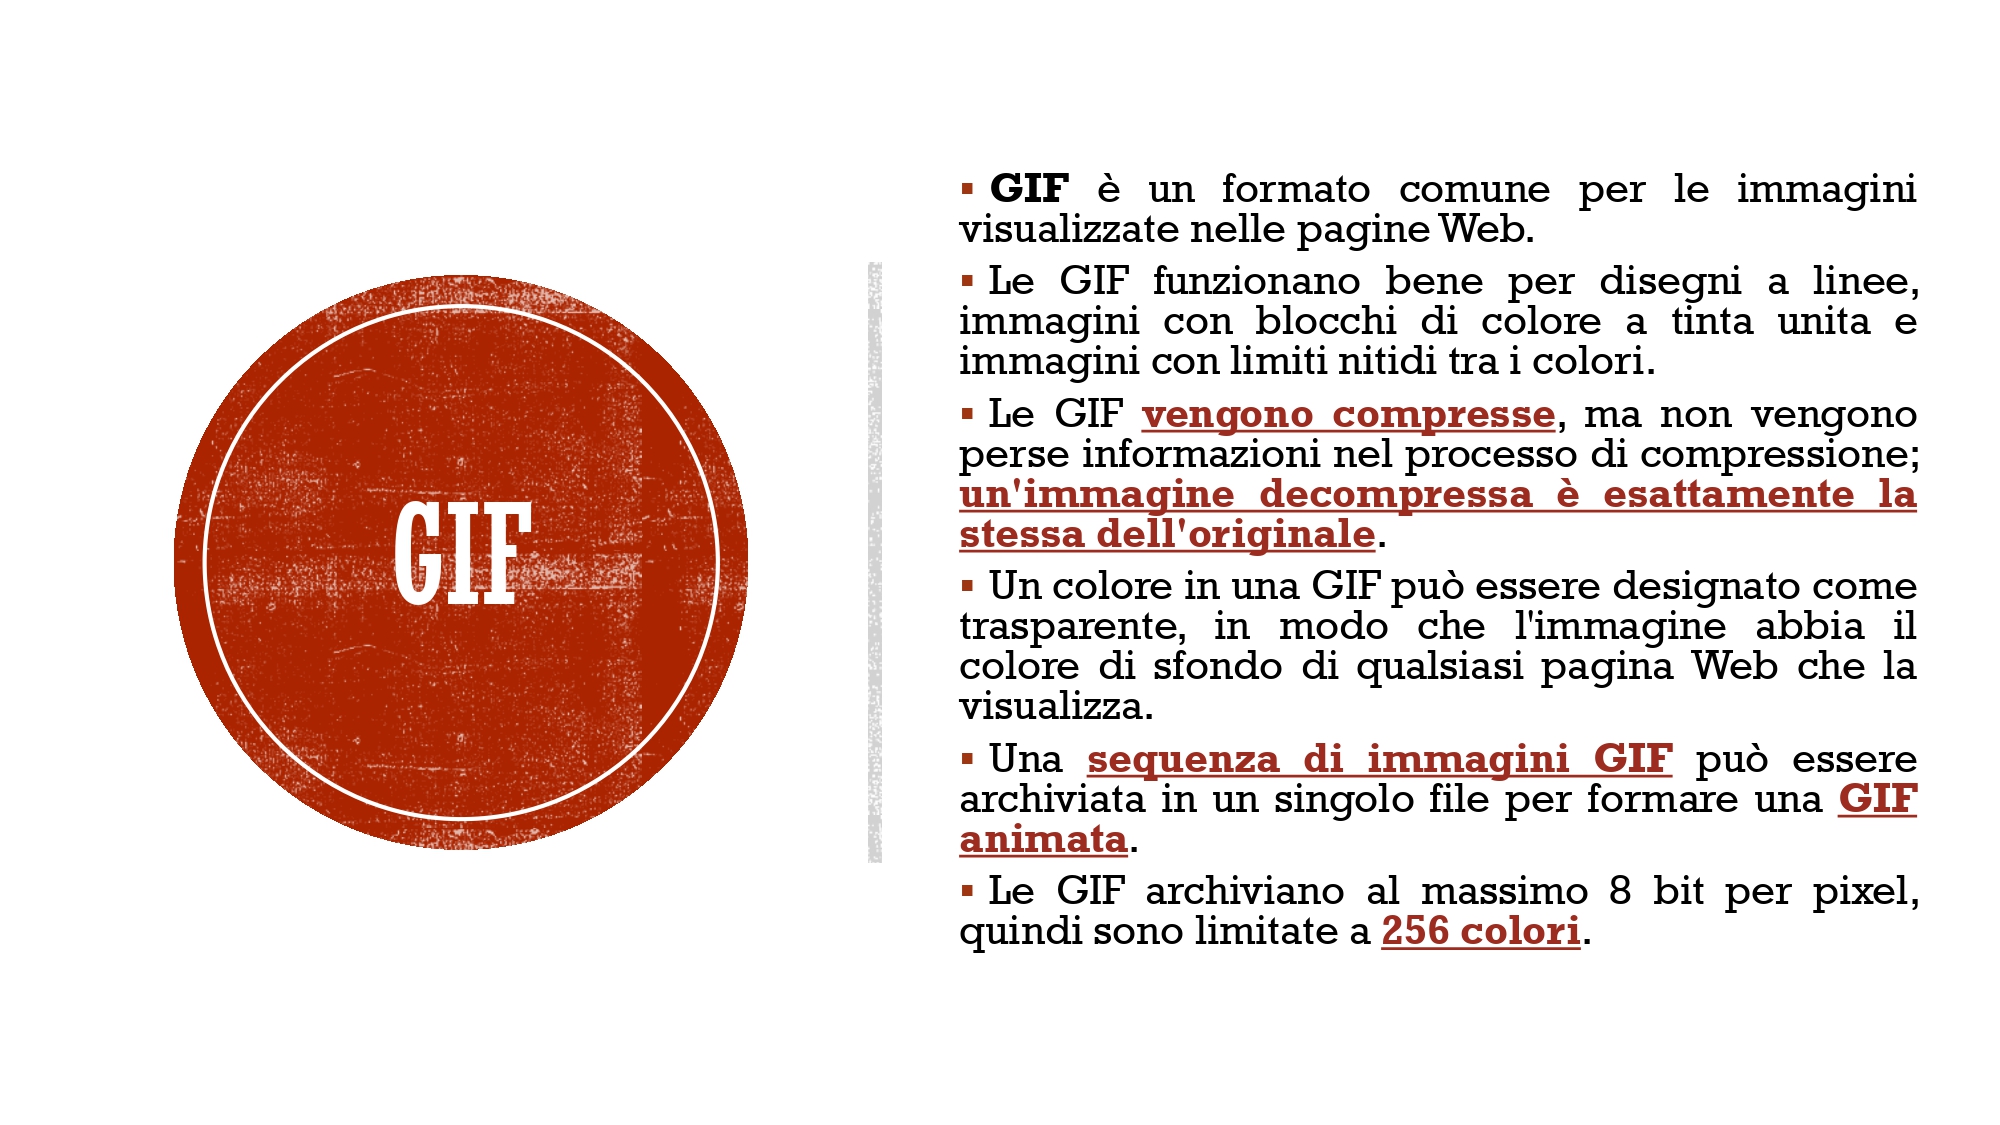 GIF
▪ GIF è un formato comune per le immagini
visualizzate nelle pagine Web.
▪ Le GIF funzionano bene per disegni a linee,
immagini con blocchi di colore a tinta unita e
immagini con limiti nitidi tra i colori.
▪ Le GIF vengono compresse, ma non vengono
perse informazioni nel processo di compressione;
un'immagine decompressa è esattamente la
stessa dell'originale.
▪ Un colore in una GIF può essere designato come
trasparente, in modo che l'immagine abbia il
colore di sfondo di qualsiasi pagina Web che la
visualizza.
▪ Una sequenza di immagini GIF può essere
archiviata in un singolo file per formare una GIF
animata.
▪ Le GIF archiviano al massimo 8 bit per pixel,
quindi sono limitate a 256 colori.